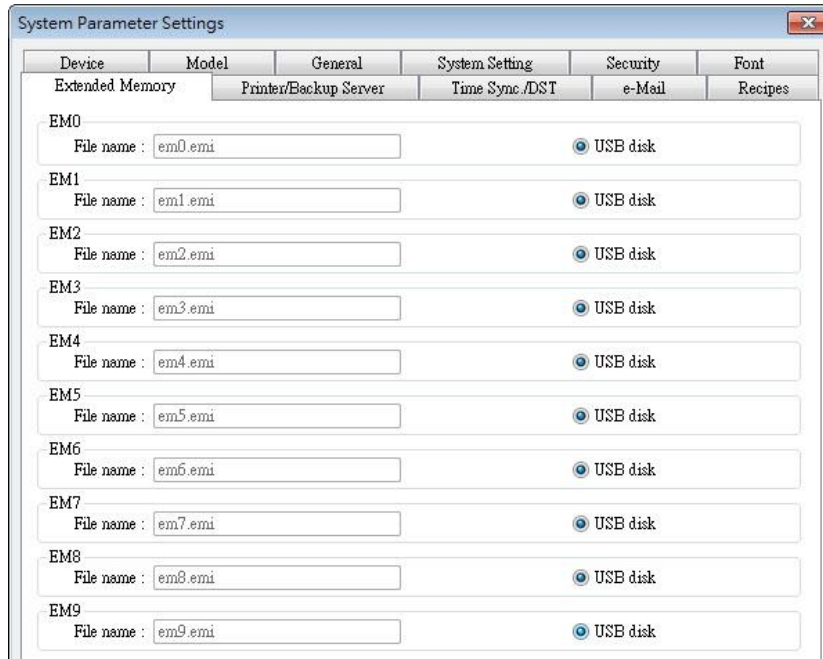 System Parameter Settings
Device Model General System Setting Security Font
Extended Memory Printer/Backup Server Time Sync./DST e-Mail Recipes
EM0
File name : em0.emi USB disk
EM1
File name : em1.emi USB disk
EM2
File name : em2.emi USB disk
EM3
File name : em3.emi USB disk
EM4
File name : em4.emi USB disk
EM5
File name : em5.emi USB disk
EM6
File name : em6.emi USB disk
EM7
File name : em7.emi USB disk
EM8
File name : em8.emi USB disk
EM9
File name : em9.emi USB disk